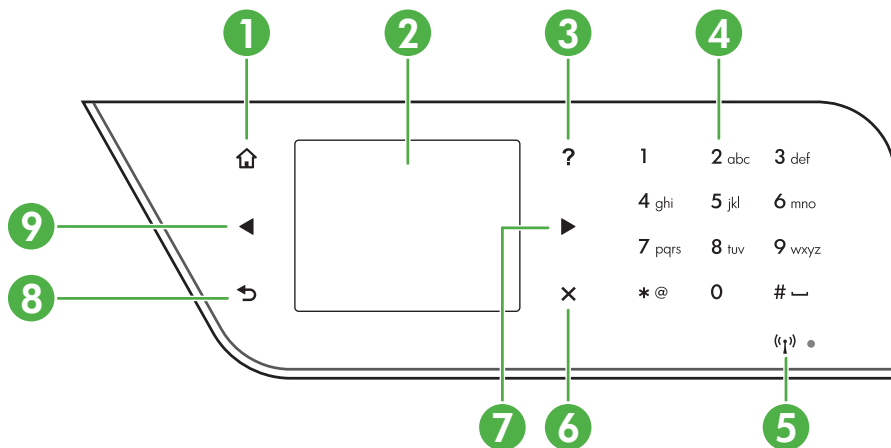 1 2 3 4
? 1 2 abc 3 def
4 ghi 5 jkl 6 mno
9
7 pqrs 8 tuv 9 wxyz
8
* @ 0 #
7 6 5